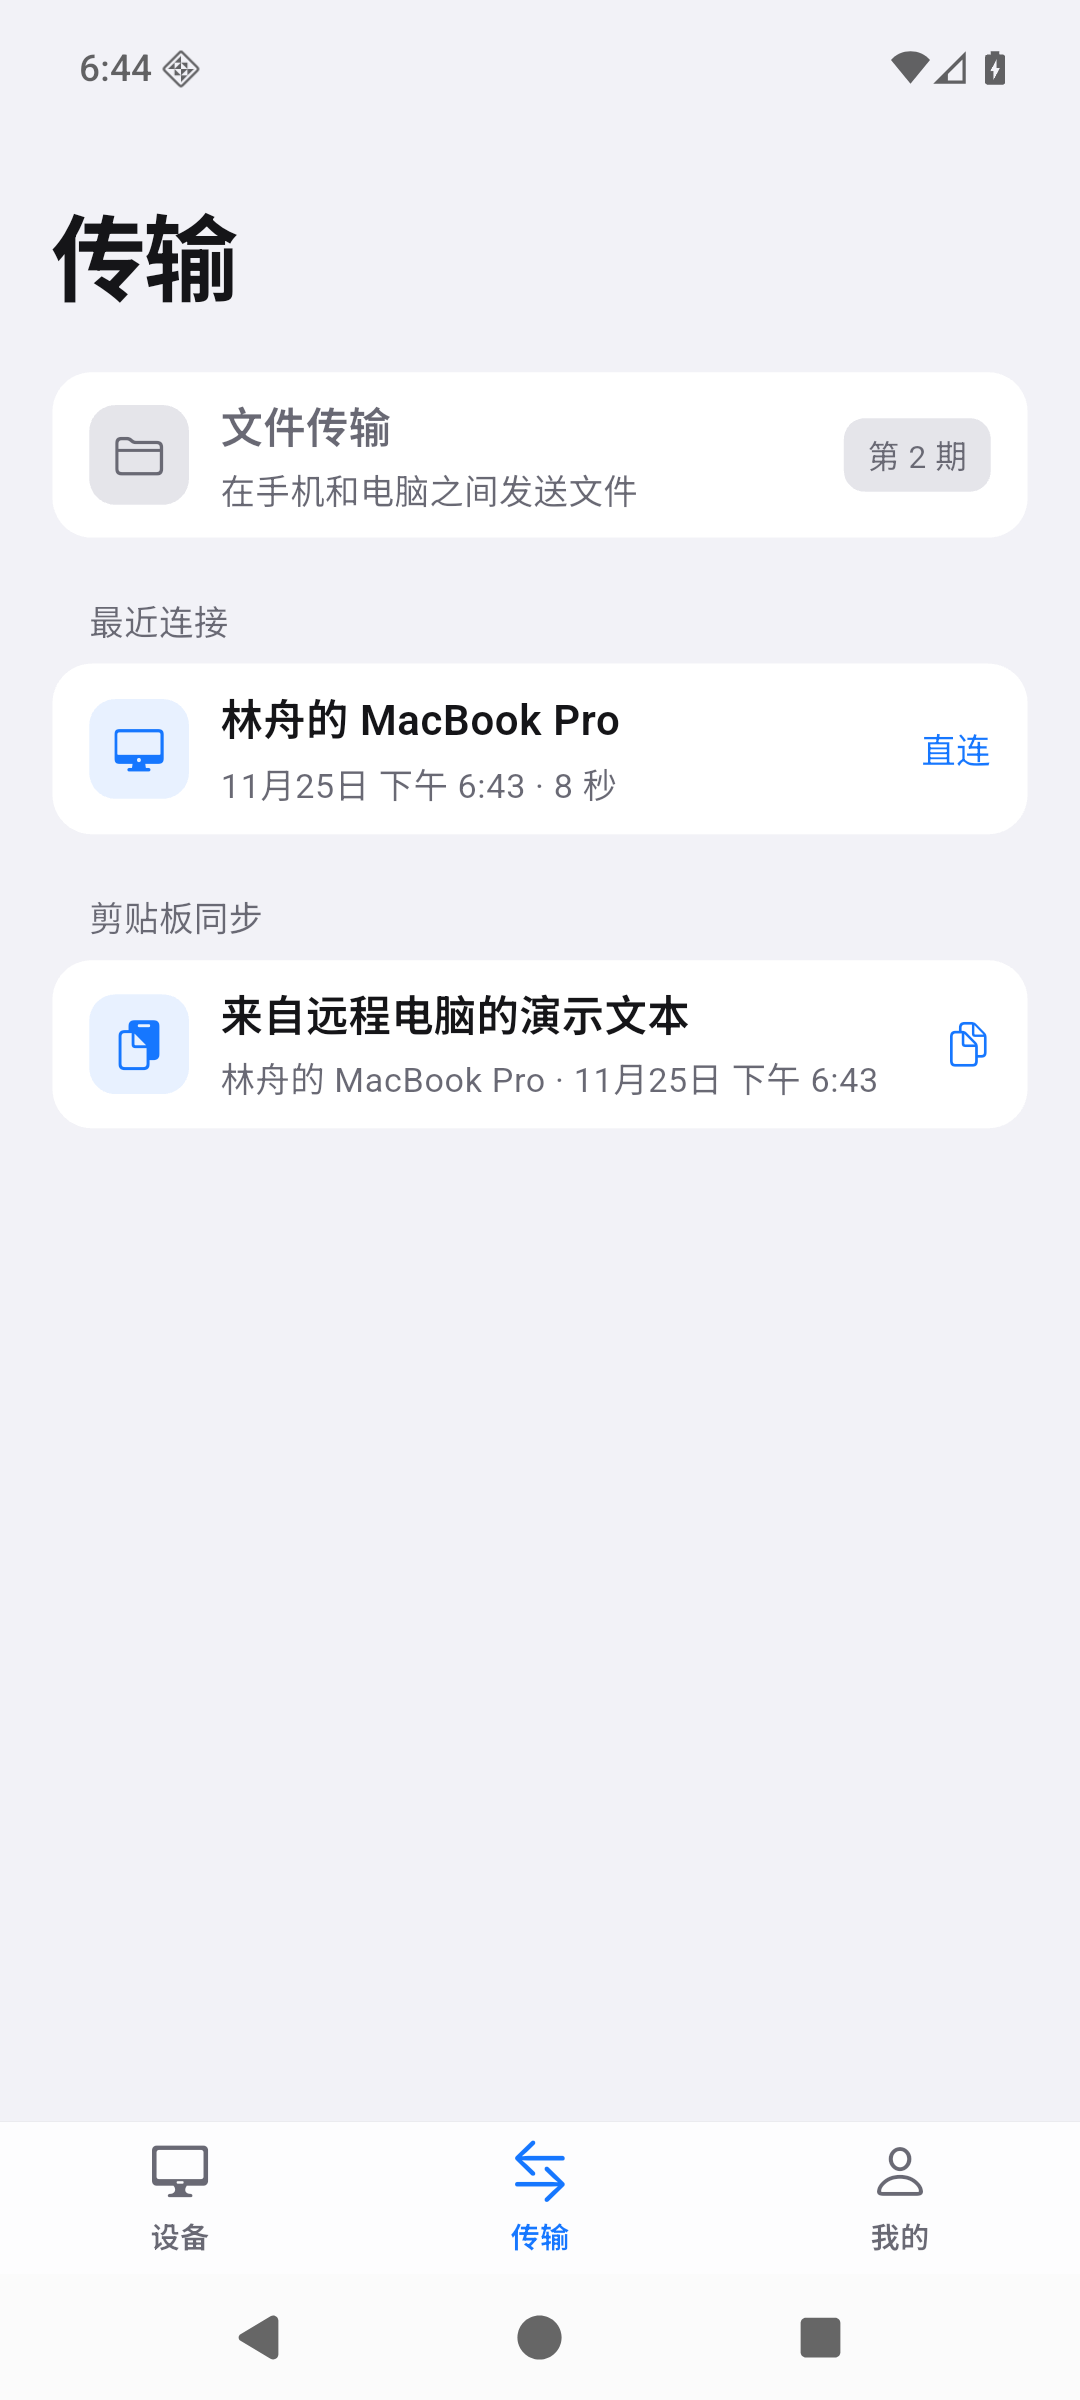 6:44
传输
文件传输
在手机和电脑之间发送文件
第 2 期
最近连接
林舟的 MacBook Pro
11月25日 下午 6:43 · 8 秒
直连
剪贴板同步
来自远程电脑的演示文本
林舟的 MacBook Pro · 11月25日 下午 6:43
设备
传输
我的